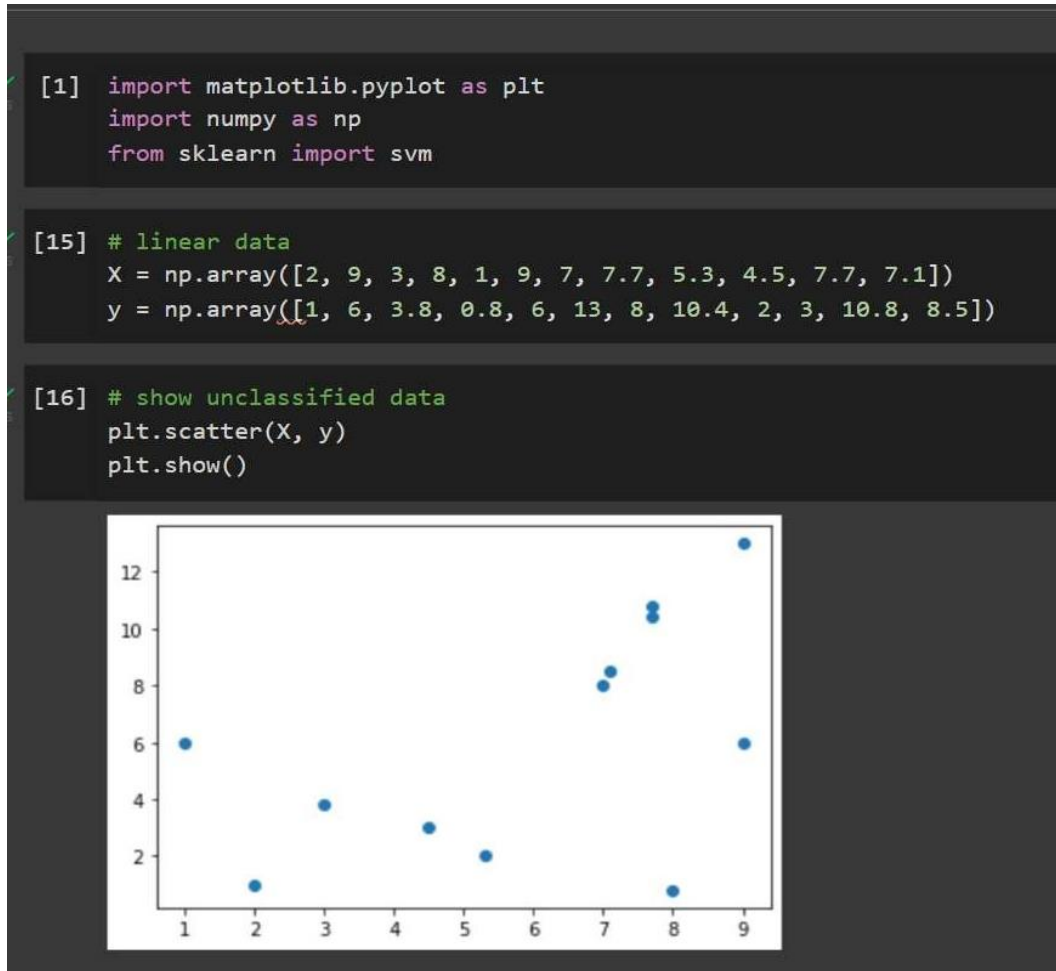 [1] import matplotlib.pyplot as plt
import numpy as np
from sklearn import svm
[15] # linear data
X = np.array([2, 9, 3, 8, 1, 9, 7, 7.7, 5.3, 4.5, 7.7, 7.1])
y = np.array([1, 6, 3.8, 0.8, 6, 13, 8, 10.4, 2, 3, 10.8, 8.5])
[16] # show unclassified data
plt.scatter(X, y)
plt.show()
12
10
8
6
4
2
1 2 3 4 5 6 7 8 9